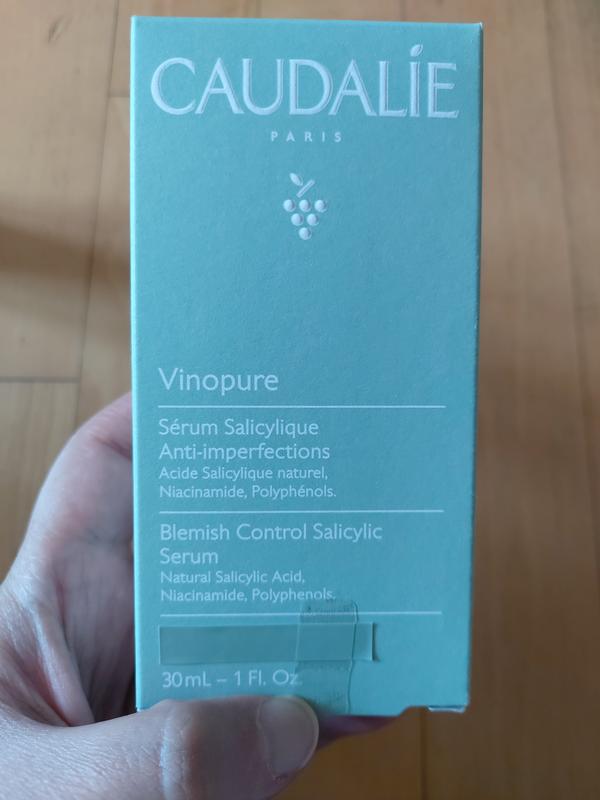 CAUDALÍE
PARIS
Vinopure
Sérum Salicylique
Anti-imperfections
Acide Salicylique naturel,
Niacinamide, Polyphénols.
Blemish Control Salicylic
Serum
Natural Salicylic Acid,
Niacinamide, Polyphenols.
30mL – 1 Fl. Oz.